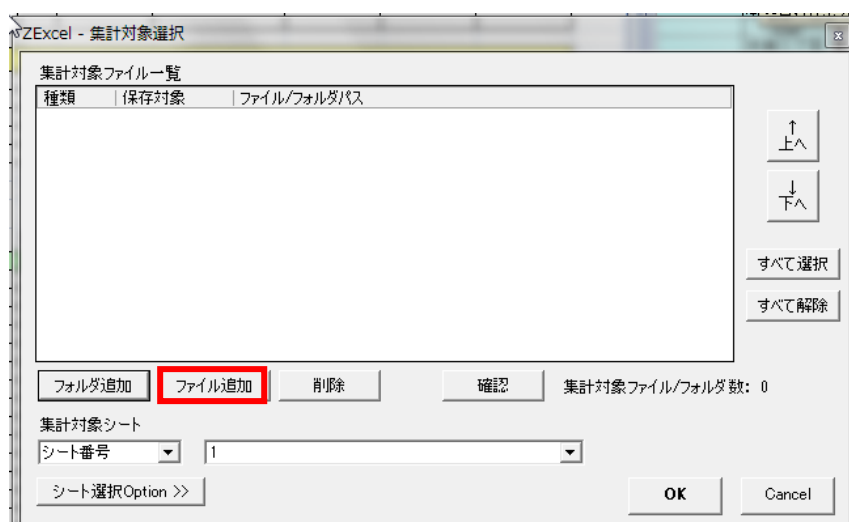 ZExcel - 集計対象選択
集計対象ファイル一覧
種類 保存対象 ファイル/フォルダパス
↑
上へ
↓
下へ
すべて選択
すべて解除
フォルダ追加 ファイル追加 削除 確認 集計対象ファイル/フォルダ数: 0
集計対象シート
シート番号 1
シート選択Option >>
OK Cancel